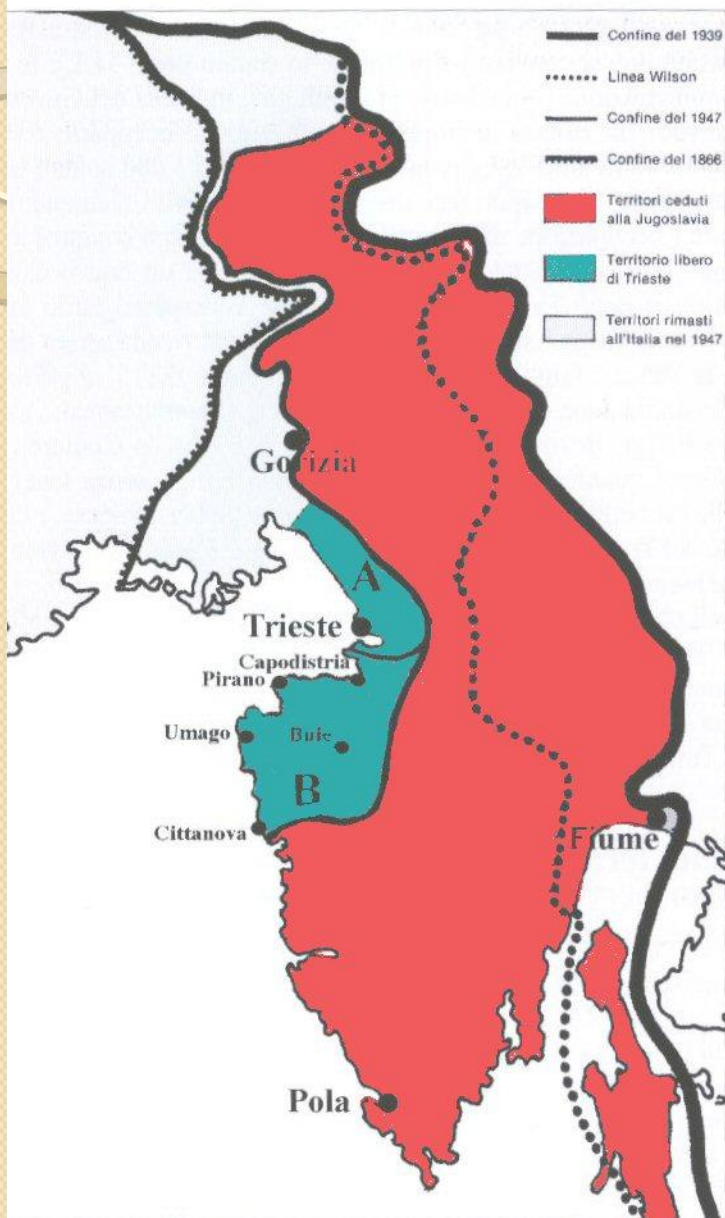 Confine del 1939
Linea Wilson
Confine del 1947
Confine del 1866
Territori ceduti
alla Jugoslavia
Territorio libero
di Trieste
Territori rimasti
all'Italia nel 1947
Gorizia
A
Trieste
Capodistria
Pirano
Umago
Buie
B
Cittanova
Fiume
Pola